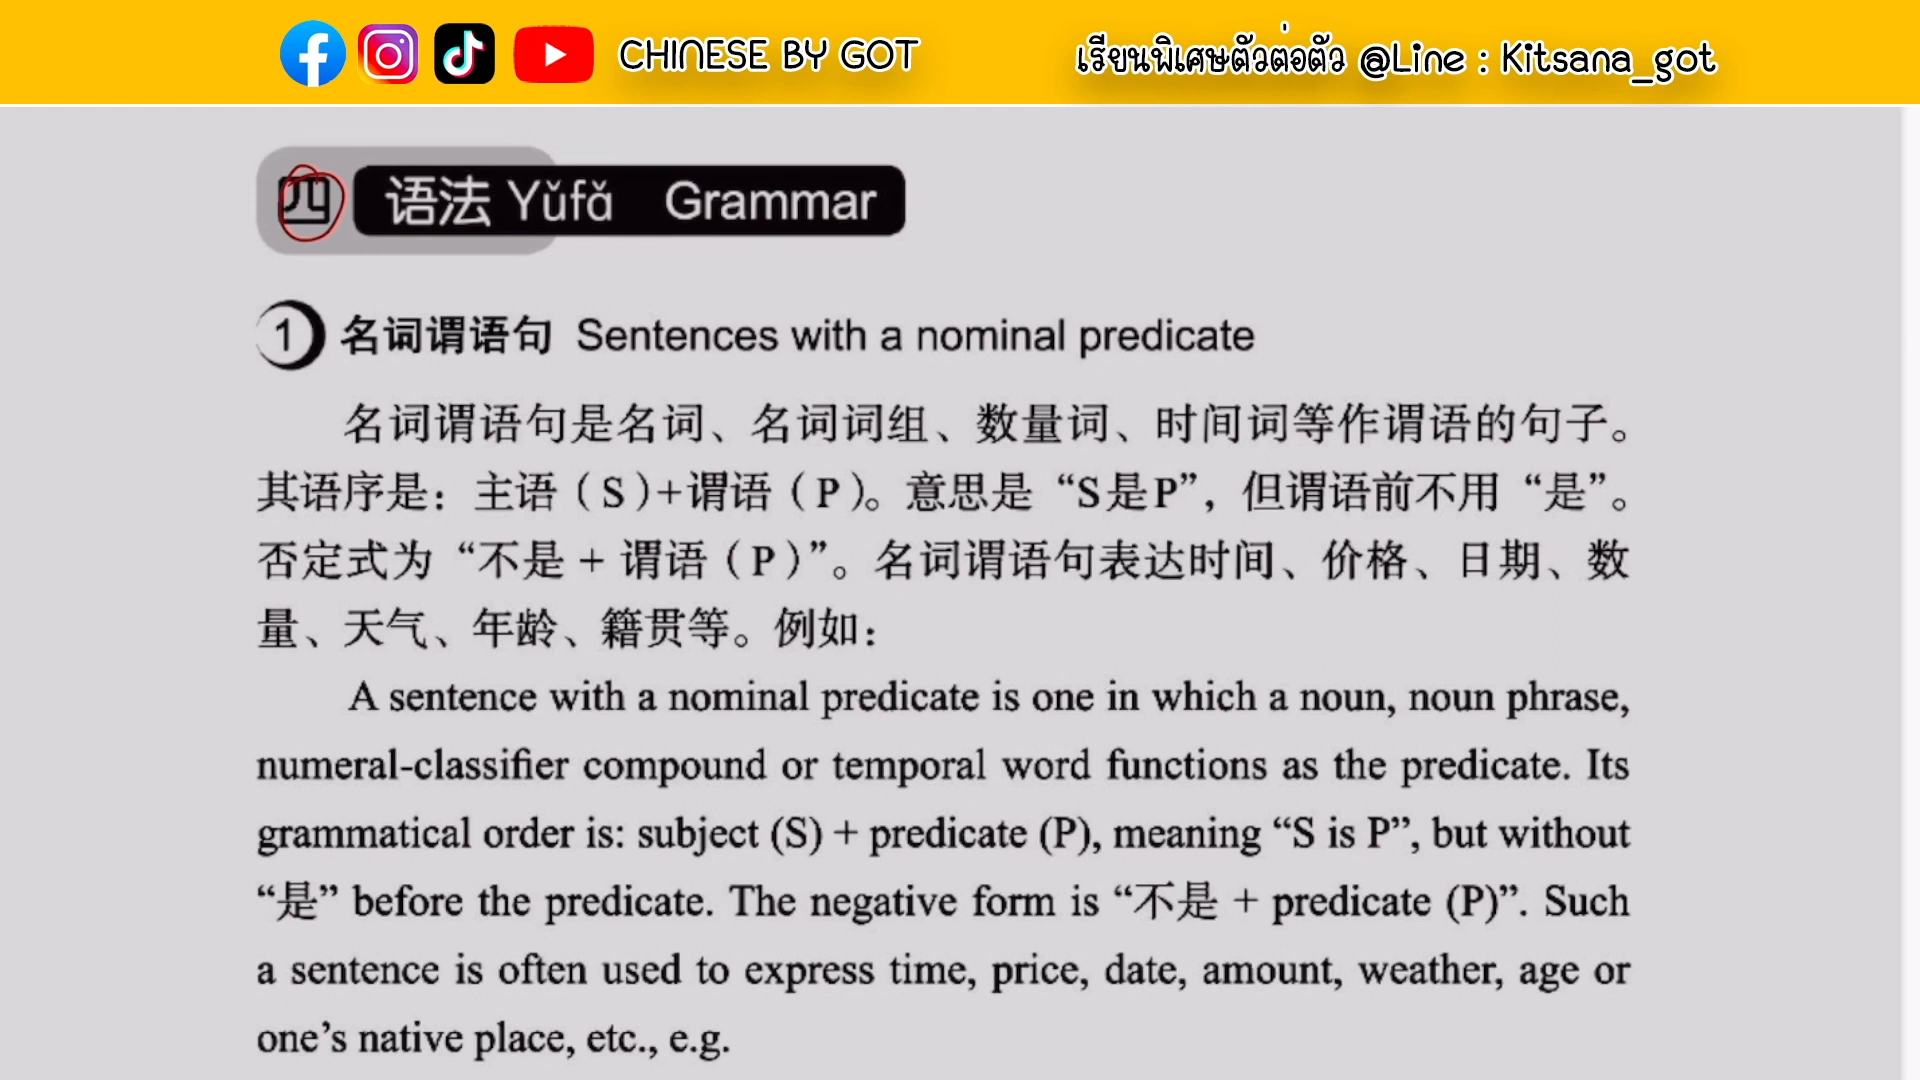 CHINESE BY GOT
เรียนพิเศษตัวต่อตัว @Line : Kitsana_got
四 语法 Yǔfǎ Grammar
1 名词谓语句 Sentences with a nominal predicate
名词谓语句是名词、名词词组、数量词、时间词等作谓语的句子。
其语序是：主语（S）+谓语（P）。意思是“S是P”，但谓语前不用“是”。
否定式为“不是 + 谓语（P）”。名词谓语句表达时间、价格、日期、数
量、天气、年龄、籍贯等。例如：
A sentence with a nominal predicate is one in which a noun, noun phrase,
numeral-classifier compound or temporal word functions as the predicate. Its
grammatical order is: subject (S) + predicate (P), meaning “S is P”, but without
“是” before the predicate. The negative form is “不是 + predicate (P)”. Such
a sentence is often used to express time, price, date, amount, weather, age or
one’s native place, etc., e.g.